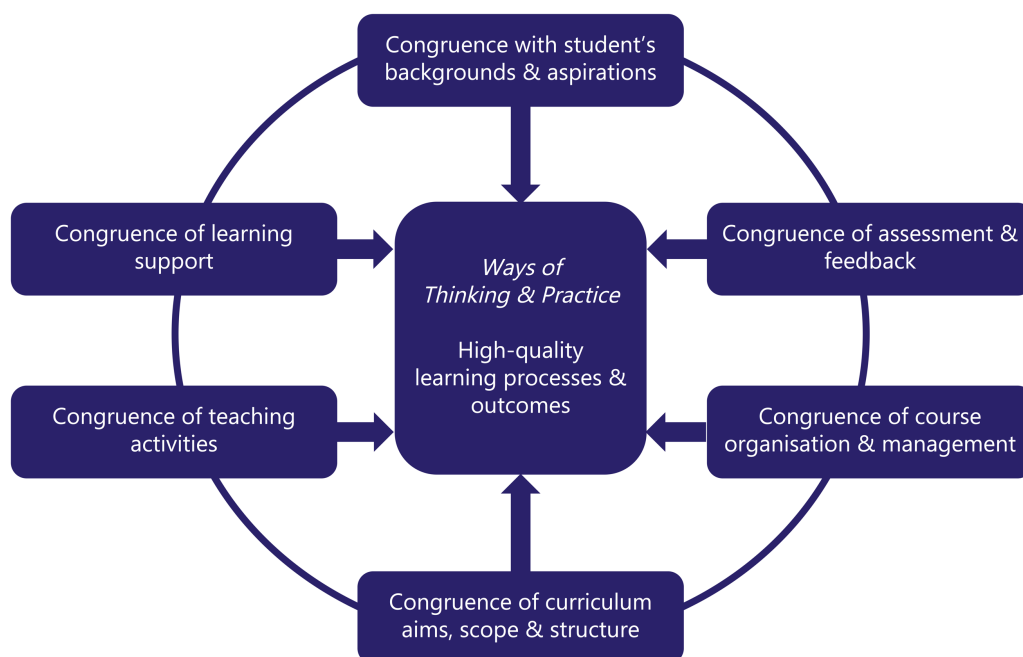 Congruence with student’s
backgrounds & aspirations
Congruence of learning
support
Congruence of assessment &
feedback
Ways of
Thinking & Practice
High-quality
learning processes &
outcomes
Congruence of teaching
activities
Congruence of course
organisation & management
Congruence of curriculum
aims, scope & structure